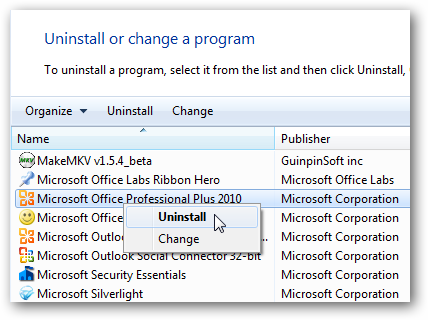 Uninstall or change a program
To uninstall a program, select it from the list and then click Uninstall,
Organize Uninstall Change
Name Publisher
MakeMKV v1.5.4_beta GuinpinSoft inc
Microsoft Office Labs Ribbon Hero Microsoft Office Labs
Microsoft Office Professional Plus 2010 Microsoft Corporation
Microsoft Office Uninstall Microsoft Corporation
Microsoft Outlook Change ... Microsoft Corporation
Microsoft Outlook Social Connector 32-bit Microsoft Corporation
Microsoft Security Essentials Microsoft Corporation
Microsoft Silverlight Microsoft Corporation